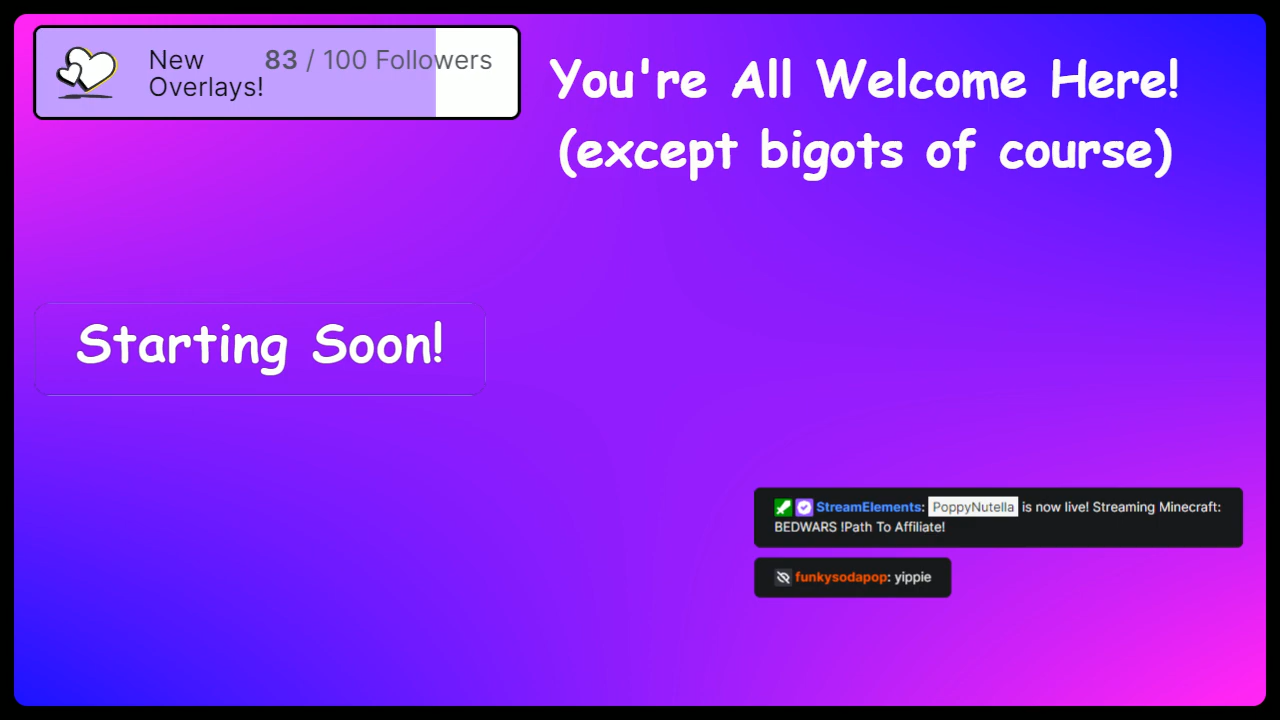 New 83 / 100 Followers
Overlays!
You're All Welcome Here!
(except bigots of course)
Starting Soon!
StreamElements: PoppyNutella is now live! Streaming Minecraft:
BEDWARS !Path To Affiliate!
funkysodapop: yippie